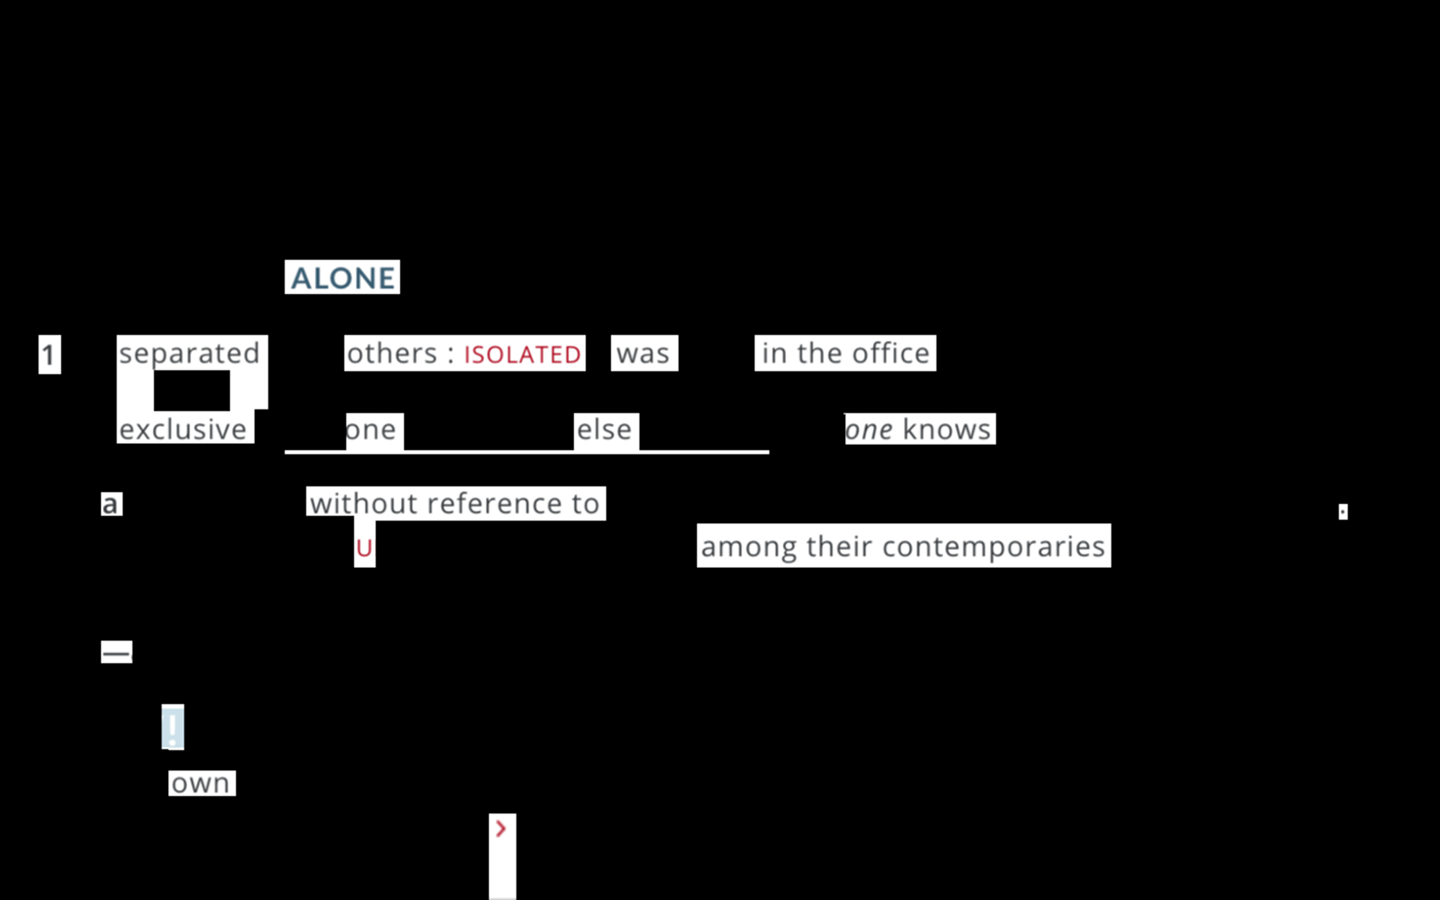 ALONE
1 separated others : ISOLATED was in the office
exclusive one else one knows
a without reference to .
U among their contemporaries
—
!
own
>